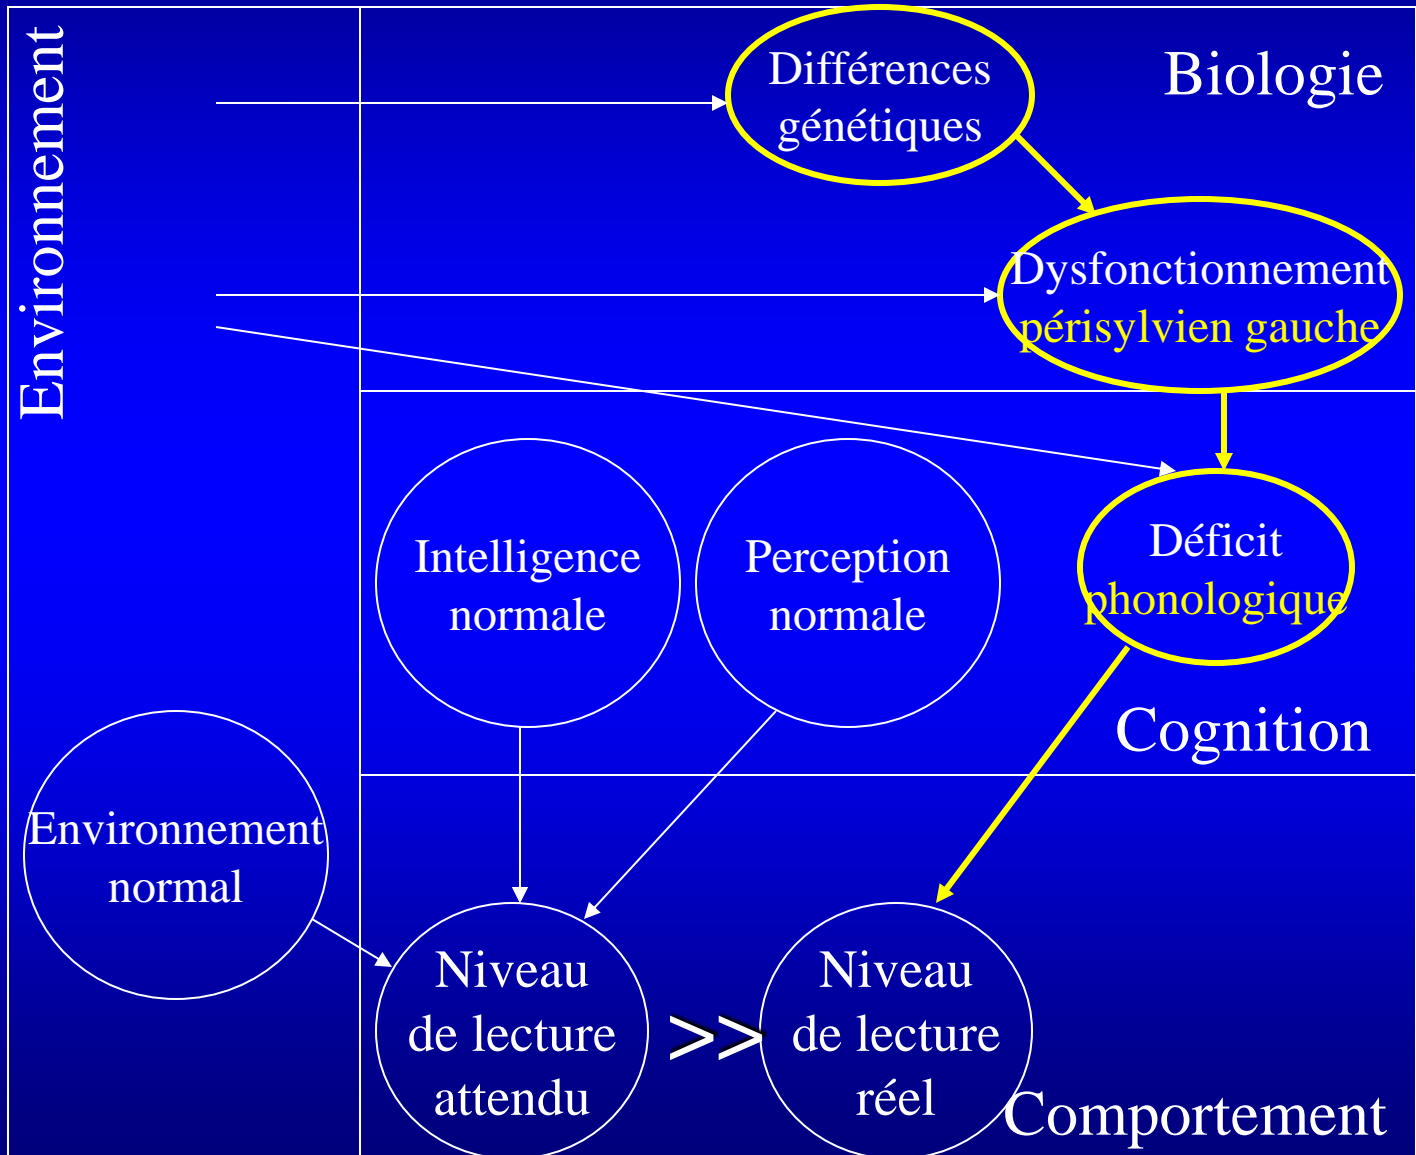 Environnement
Différences
génétiques
Biologie
Dysfonctionnement
périsylvien gauche
Intelligence
normale
Perception
normale
Déficit
phonologique
Cognition
Environnement
normal
Niveau
de lecture
attendu
>>
Niveau
de lecture
réel
Comportement